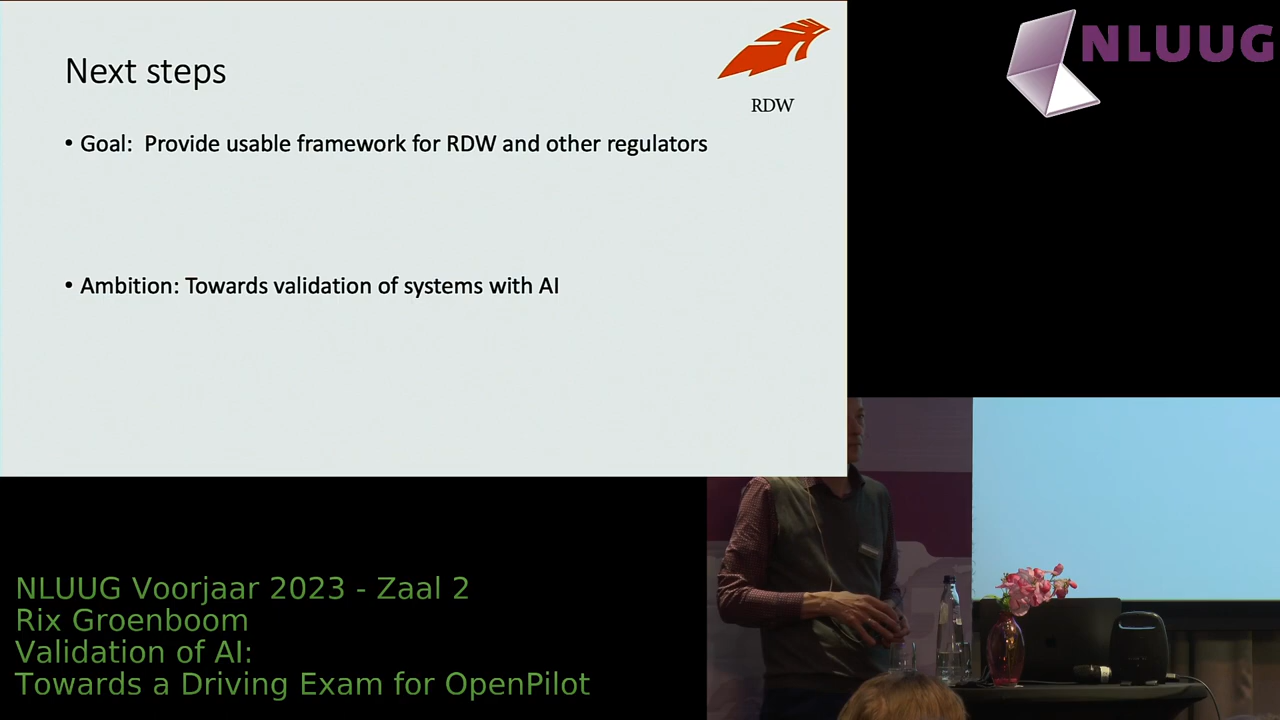 Next steps
RDW
• Goal:  Provide usable framework for RDW and other regulators
• Ambition: Towards validation of systems with AI
NLUUG
NLUUG Voorjaar 2023 - Zaal 2
Rix Groenboom
Validation of AI:
Towards a Driving Exam for OpenPilot